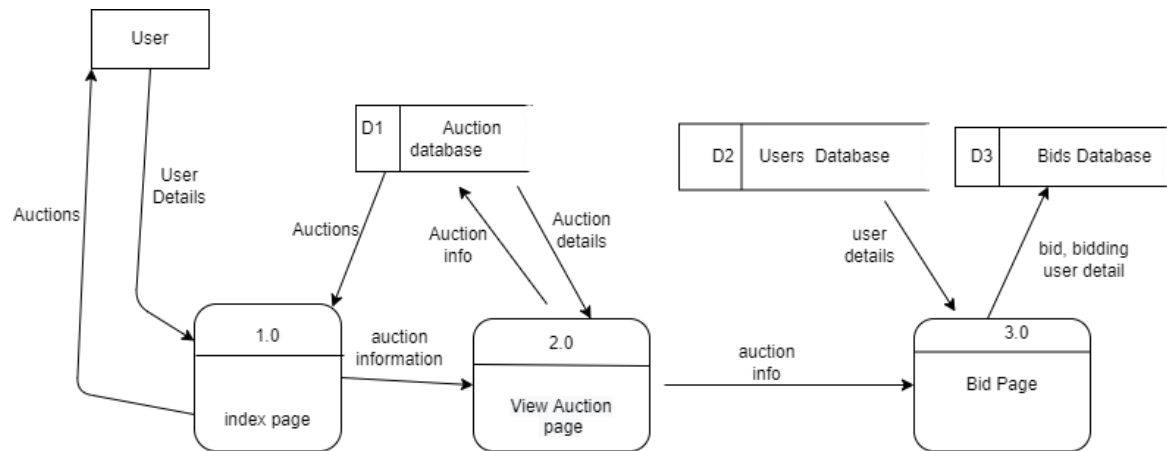 User
D1
Auction
database
D2
Users Database
D3
Bids Database
User
Details
Auctions
Auctions
Auction
info
Auction
details
user
details
bid, bidding
user detail
1.0
index page
auction
information
2.0
View Auction
page
auction
info
3.0
Bid Page